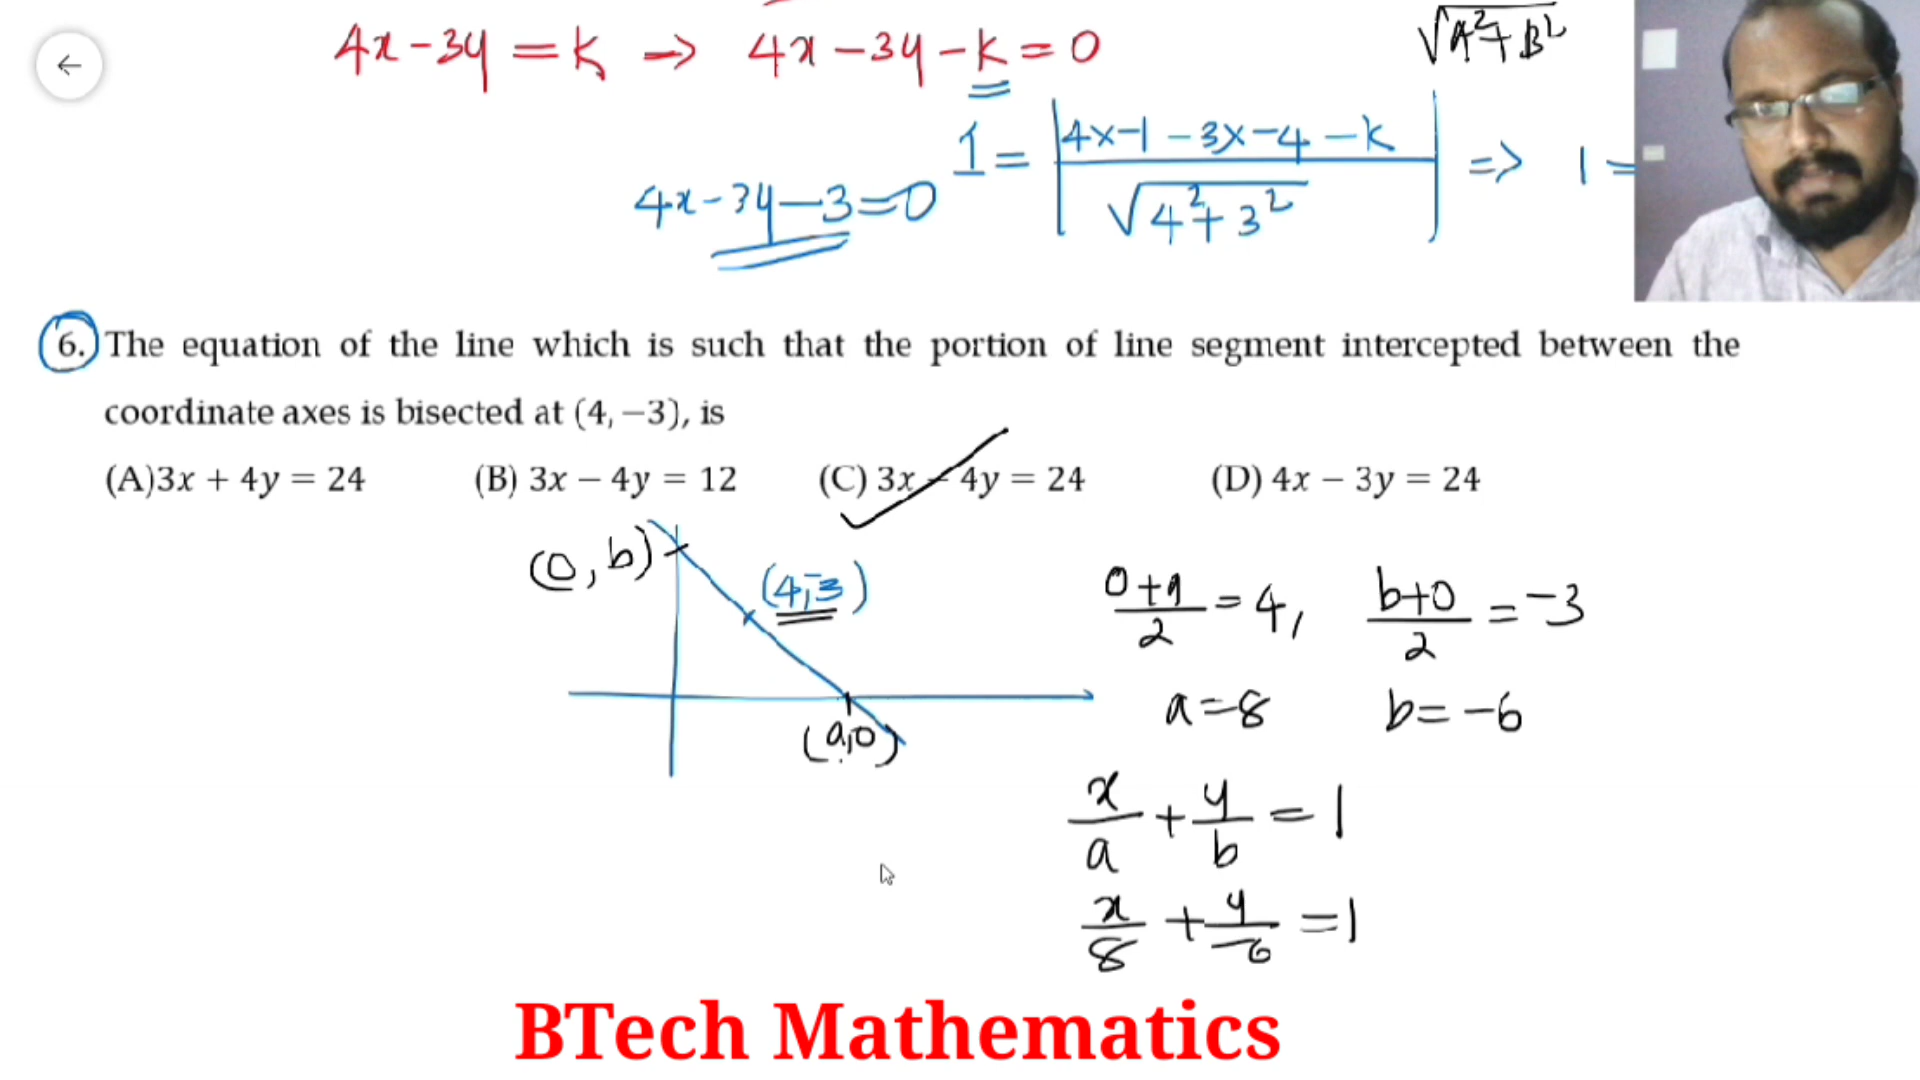 4x-3y=k → 4x-3y-k=0
√A²+B²
1 = |4x-1 -3x-4 -k / √4²+3²| => 1 =
4x-3y-3=0
6. The equation of the line which is such that the portion of line segment intercepted between the
coordinate axes is bisected at (4, −3), is
(A)3x + 4y = 24 (B) 3x − 4y = 12 (C) 3x − 4y = 24 (D) 4x − 3y = 24
(0,b)
(4,-3)
(a,0)
0+a/2 = 4, b+0/2 = -3
a=8 b=-6
x/a + y/b = 1
x/8 + y/-6 = 1
BTech Mathematics